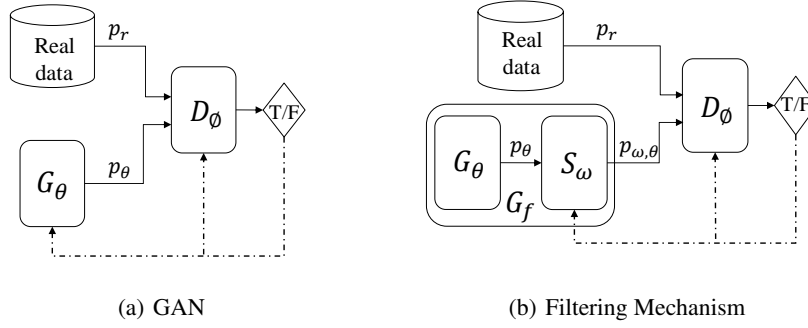 Real
data
p_r
D_∅
T/F
G_θ
p_θ
(a) GAN
Real
data
p_r
D_∅
T/F
G_θ
p_θ
S_ω
p_{ω,θ}
G_f
(b) Filtering Mechanism